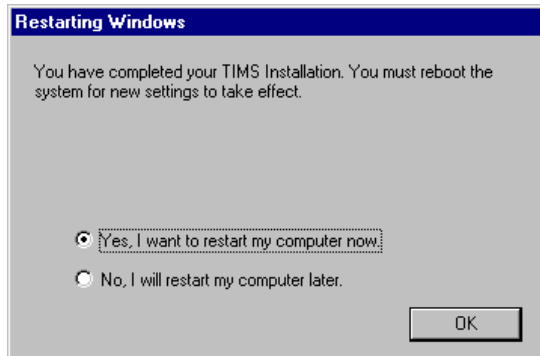 Restarting Windows
You have completed your TIMS Installation. You must reboot the
system for new settings to take effect.
Yes, I want to restart my computer now.
No, I will restart my computer later.
OK